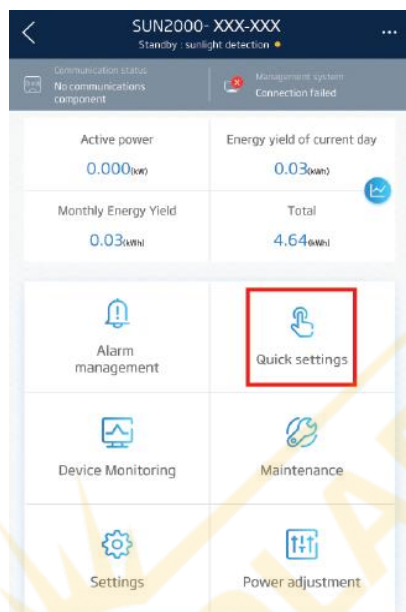 SUN2000- XXX-XXX
Standby : sunlight detection
Communication status
No communications
component
Management system
Connection failed
Active power
0.000(kW)
Energy yield of current day
0.03(kWh)
Monthly Energy Yield
0.03(kWh)
Total
4.64(kWh)
Alarm
management
Quick settings
Device Monitoring
Maintenance
Settings
Power adjustment